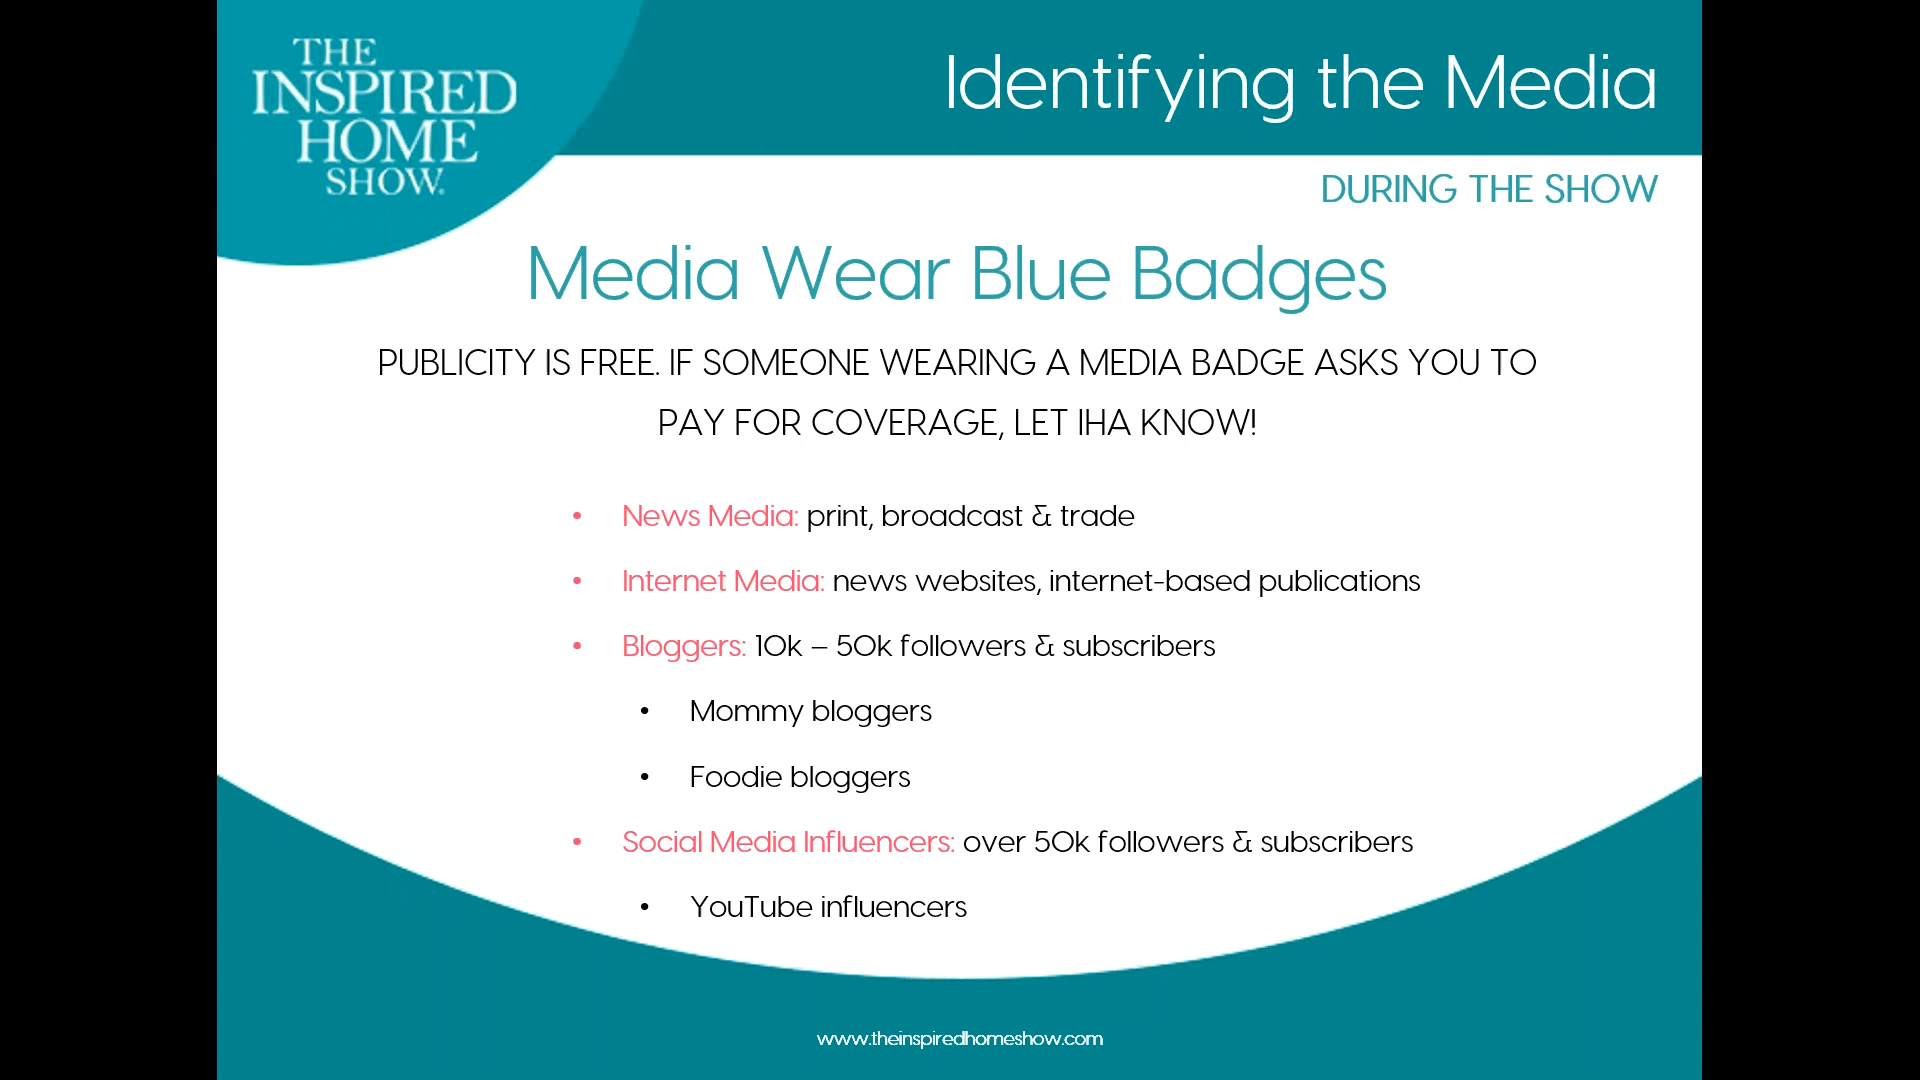 THE
INSPIRED
HOME
SHOW.
Identifying the Media
DURING THE SHOW
Media Wear Blue Badges
PUBLICITY IS FREE. IF SOMEONE WEARING A MEDIA BADGE ASKS YOU TO
PAY FOR COVERAGE, LET IHA KNOW!
• News Media: print, broadcast & trade
• Internet Media: news websites, internet-based publications
• Bloggers: 10k – 50k followers & subscribers
• Mommy bloggers
• Foodie bloggers
• Social Media Influencers: over 50k followers & subscribers
• YouTube influencers
www.theinspiredhomeshow.com